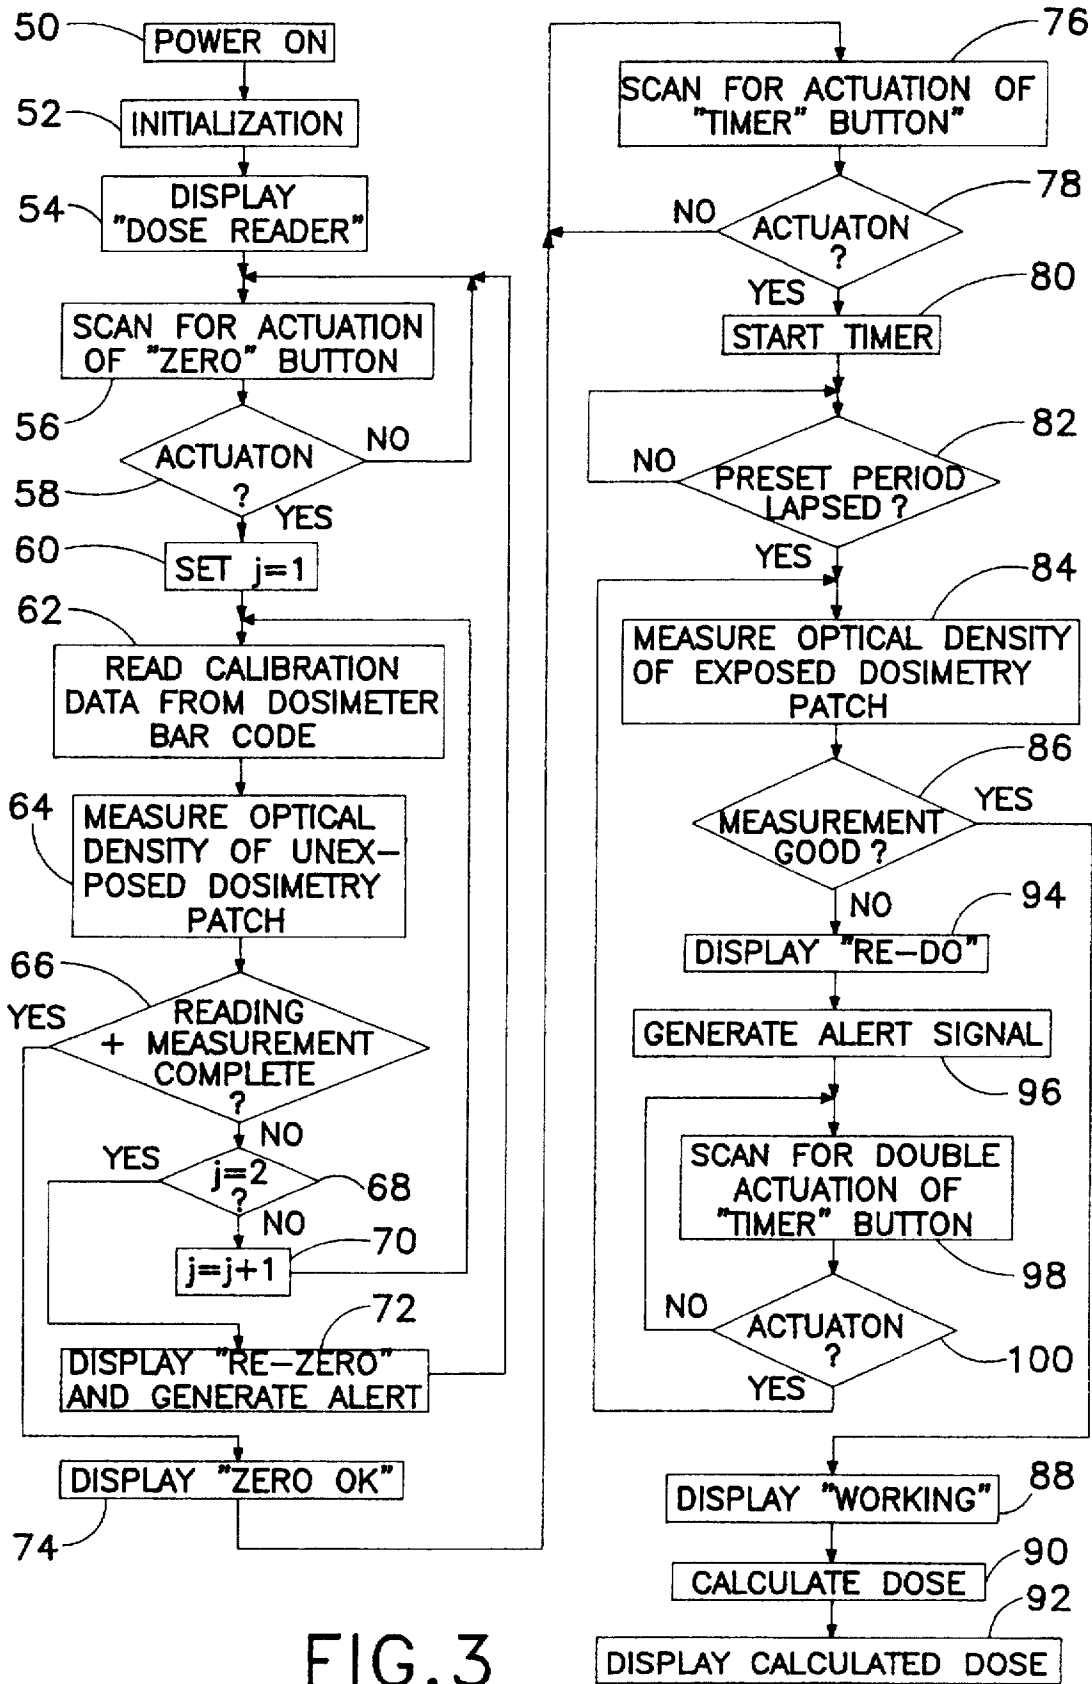 50
POWER ON
52
INITIALIZATION
54
DISPLAY
"DOSE READER"
SCAN FOR ACTUATION
OF "ZERO" BUTTON
56
ACTUATON
?
NO
58
YES
60
SET j=1
62
READ CALIBRATION
DATA FROM DOSIMETER
BAR CODE
64
MEASURE OPTICAL
DENSITY OF UNEX-
POSED DOSIMETRY
PATCH
66
YES
READING
+ MEASUREMENT
COMPLETE
?
NO
YES
j=2
?
68
NO
70
j=j+1
72
DISPLAY "RE-ZERO"
AND GENERATE ALERT
DISPLAY "ZERO OK"
74
76
SCAN FOR ACTUATION OF
"TIMER" BUTTON"
78
NO
ACTUATON
?
YES
80
START TIMER
82
NO
PRESET PERIOD
LAPSED ?
YES
84
MEASURE OPTICAL DENSITY
OF EXPOSED DOSIMETRY
PATCH
86
YES
MEASUREMENT
GOOD ?
NO
94
DISPLAY "RE-DO"
GENERATE ALERT SIGNAL
96
SCAN FOR DOUBLE
ACTUATION OF
"TIMER" BUTTON
98
NO
ACTUATON
?
100
YES
DISPLAY "WORKING"
88
90
CALCULATE DOSE
92
DISPLAY CALCULATED DOSE
FIG.3